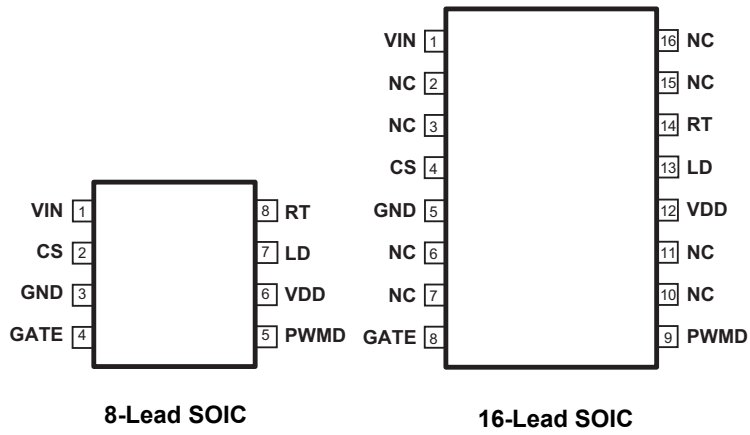 VIN 1
CS 2
GND 3
GATE 4
8 RT
7 LD
6 VDD
5 PWMD
8-Lead SOIC
VIN 1
NC 2
NC 3
CS 4
GND 5
NC 6
NC 7
GATE 8
16 NC
15 NC
14 RT
13 LD
12 VDD
11 NC
10 NC
9 PWMD
16-Lead SOIC